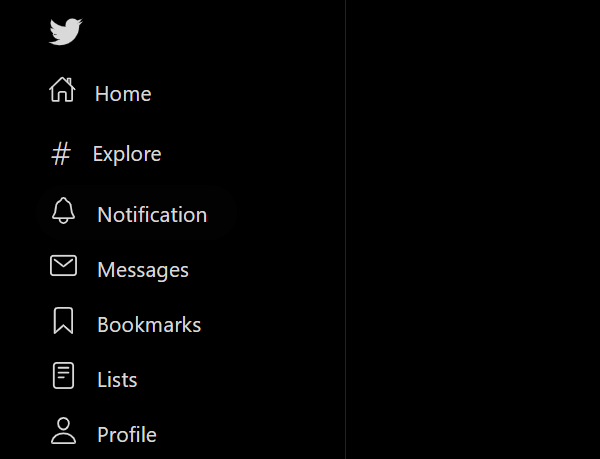 Home
# Explore
Notification
Messages
Bookmarks
Lists
Profile